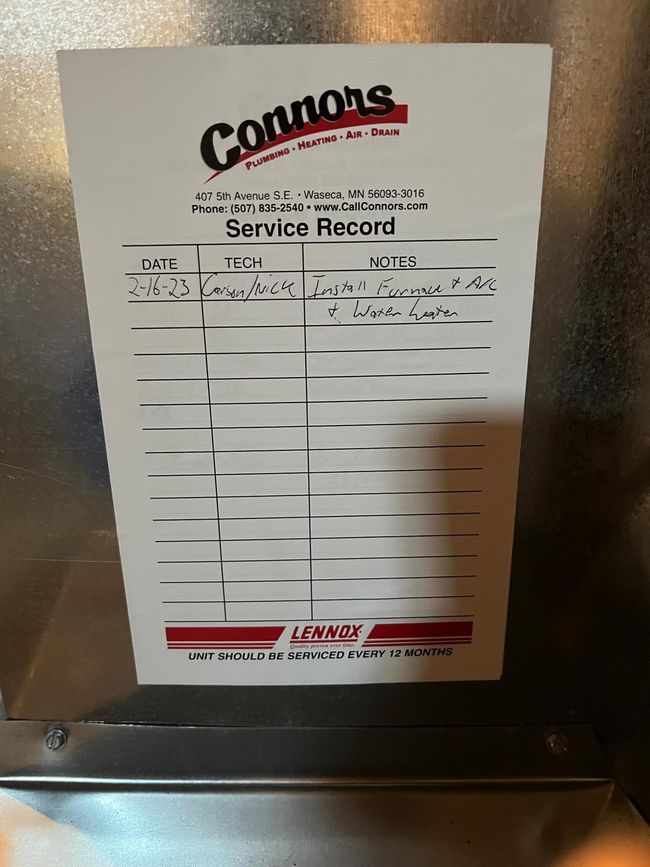 Connors
PLUMBING • HEATING • AIR • DRAIN
407 5th Avenue S.E. • Waseca, MN 56093-3016
Phone: (507) 835-2540 • www.CallConnors.com
Service Record
DATE TECH NOTES
2-16-23 Carson/Nick Install Furnace + A/C
+ Water heater
LENNOX
Quality proven over time.
UNIT SHOULD BE SERVICED EVERY 12 MONTHS